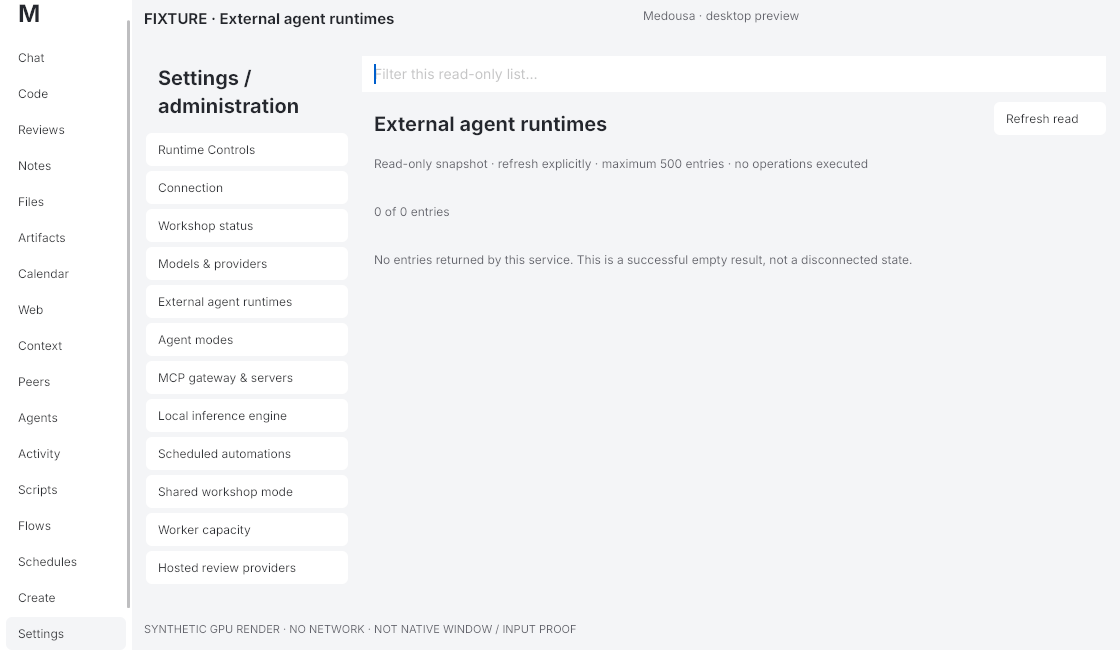 M
Chat
Code
Reviews
Notes
Files
Artifacts
Calendar
Web
Context
Peers
Agents
Activity
Scripts
Flows
Schedules
Create
Settings
FIXTURE · External agent runtimes
Medousa · desktop preview
Settings /
administration
Runtime Controls
Connection
Workshop status
Models & providers
External agent runtimes
Agent modes
MCP gateway & servers
Local inference engine
Scheduled automations
Shared workshop mode
Worker capacity
Hosted review providers
Filter this read-only list...
External agent runtimes
Refresh read
Read-only snapshot · refresh explicitly · maximum 500 entries · no operations executed
0 of 0 entries
No entries returned by this service. This is a successful empty result, not a disconnected state.
SYNTHETIC GPU RENDER · NO NETWORK · NOT NATIVE WINDOW / INPUT PROOF